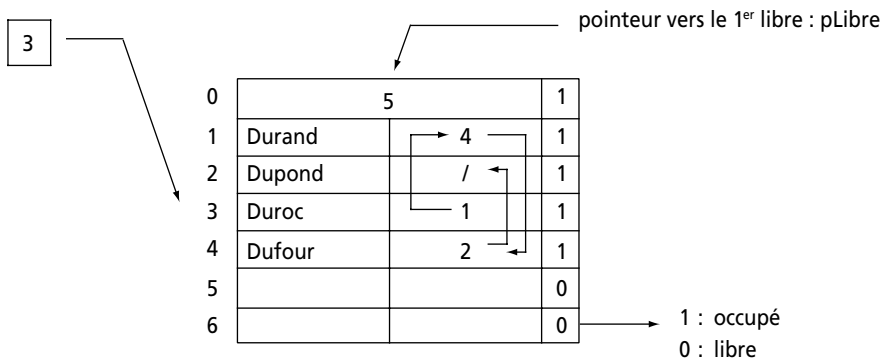 pointeur vers le 1er libre : pLibre
3
0 5 1
1 Durand 4 1
2 Dupond / 1
3 Duroc 1 1
4 Dufour 2 1
5 0
6 0
1 : occupé
0 : libre